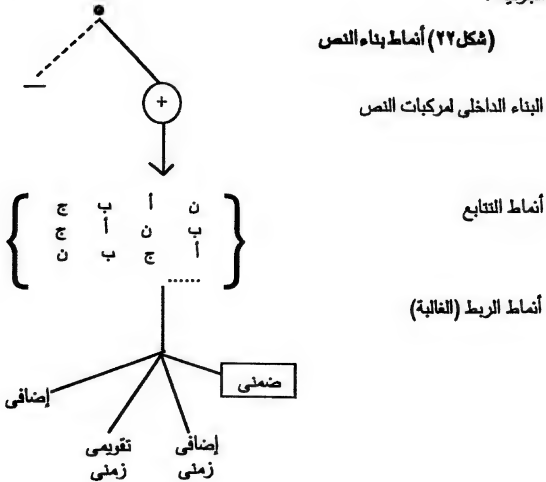 (شكل٢٢) أنماط بناء النص
—
+
البناء الداخلى لمركبات النص
أنماط التتابع
ن أ ب ج
ب ن أ ج
أ ج ب ن
......
أنماط الربط (الغالبة)
ضمنى
إضافى
زمنى
تقويمى
زمنى
إضافى